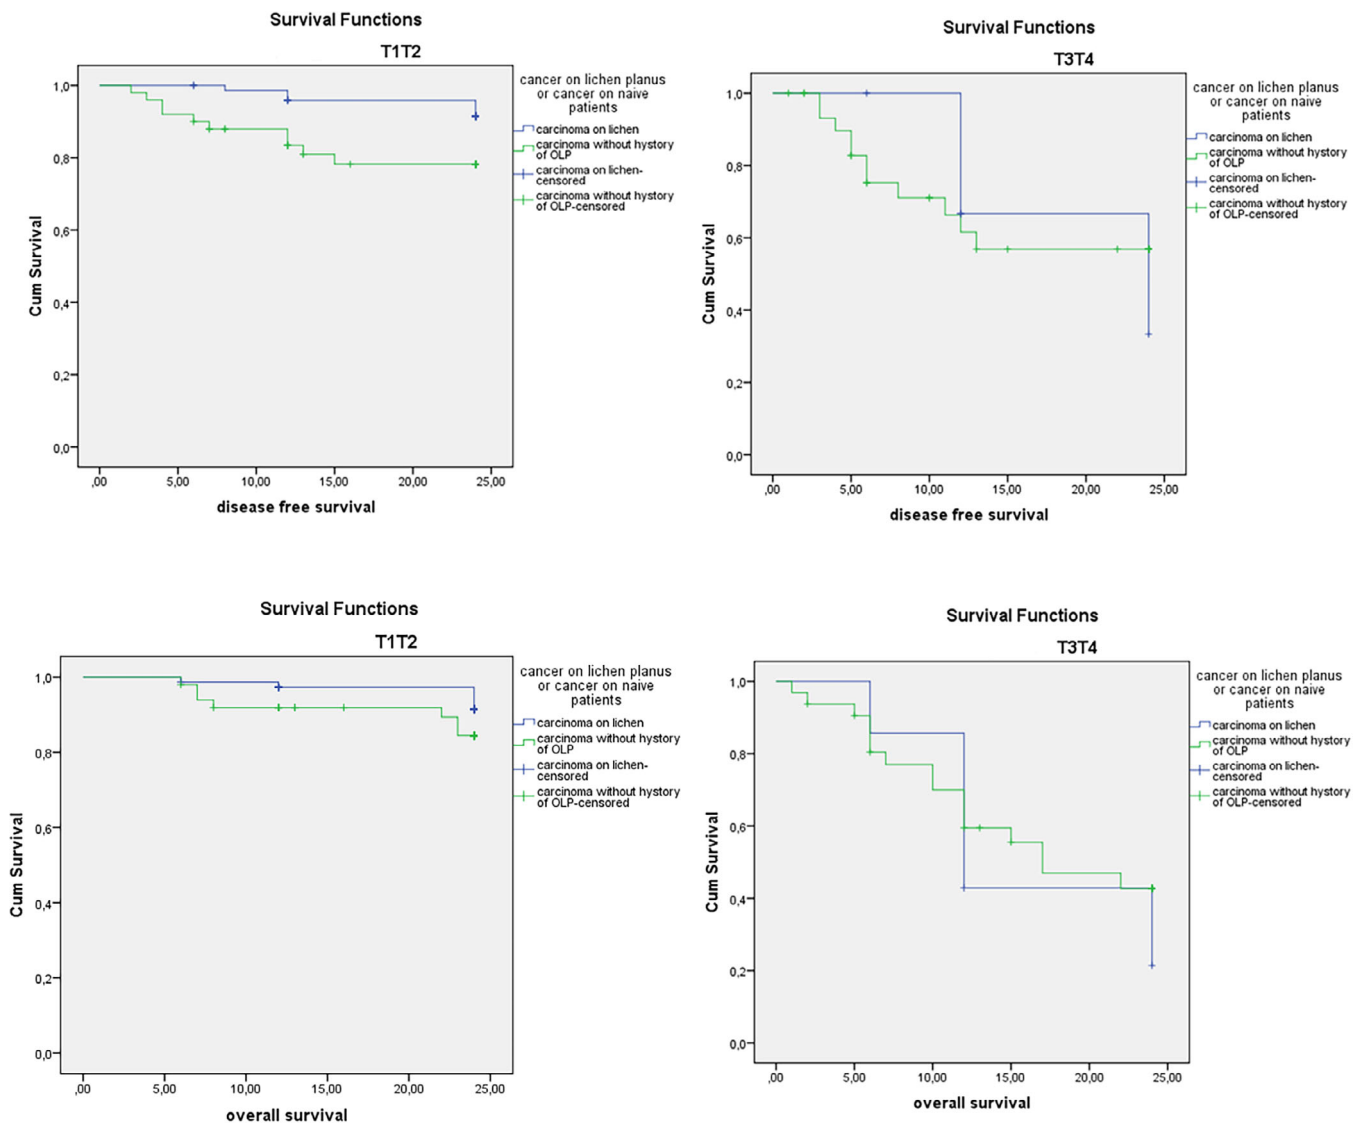 Survival Functions
T1T2
cancer on lichen planus
or cancer on naive
patients
carcinoma on lichen
carcinoma without hystory
of OLP
carcinoma on lichen-
censored
carcinoma without hystory
of OLP-censored
Cum Survival
1,0
0,8
0,6
0,4
0,2
0,0
,00 5,00 10,00 15,00 20,00 25,00
disease free survival
Survival Functions
T3T4
cancer on lichen planus
or cancer on naive
patients
carcinoma on lichen
carcinoma without hystory
of OLP
carcinoma on lichen-
censored
carcinoma without hystory
of OLP-censored
Cum Survival
1,0
0,8
0,6
0,4
0,2
0,0
,00 5,00 10,00 15,00 20,00 25,00
disease free survival
Survival Functions
T1T2
cancer on lichen planus
or cancer on naive
patients
carcinoma on lichen
carcinoma without hystory
of OLP
carcinoma on lichen-
censored
carcinoma without hystory
of OLP-censored
Cum Survival
1,0
0,8
0,6
0,4
0,2
0,0
,00 5,00 10,00 15,00 20,00 25,00
overall survival
Survival Functions
T3T4
cancer on lichen planus
or cancer on naive
patients
carcinoma on lichen
carcinoma without hystory
of OLP
carcinoma on lichen-
censored
carcinoma without hystory
of OLP-censored
Cum Survival
1,0
0,8
0,6
0,4
0,2
0,0
,00 5,00 10,00 15,00 20,00 25,00
overall survival